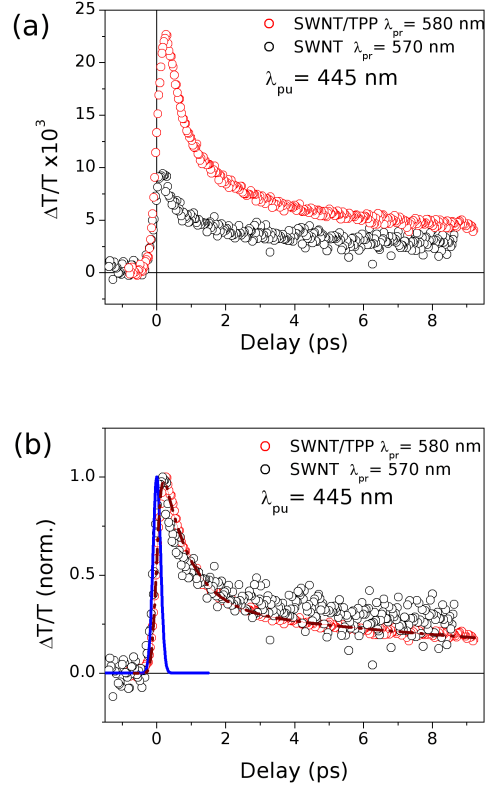 (a)
SWNT/TPP λpr= 580 nm
SWNT λpr= 570 nm
λpu= 445 nm
25
20
15
10
5
0
ΔT/T x10³
0 2 4 6 8
Delay (ps)
(b)
SWNT/TPP λpr= 580 nm
SWNT λpr= 570 nm
λpu= 445 nm
1.0
0.5
0.0
ΔT/T (norm.)
0 2 4 6 8
Delay (ps)